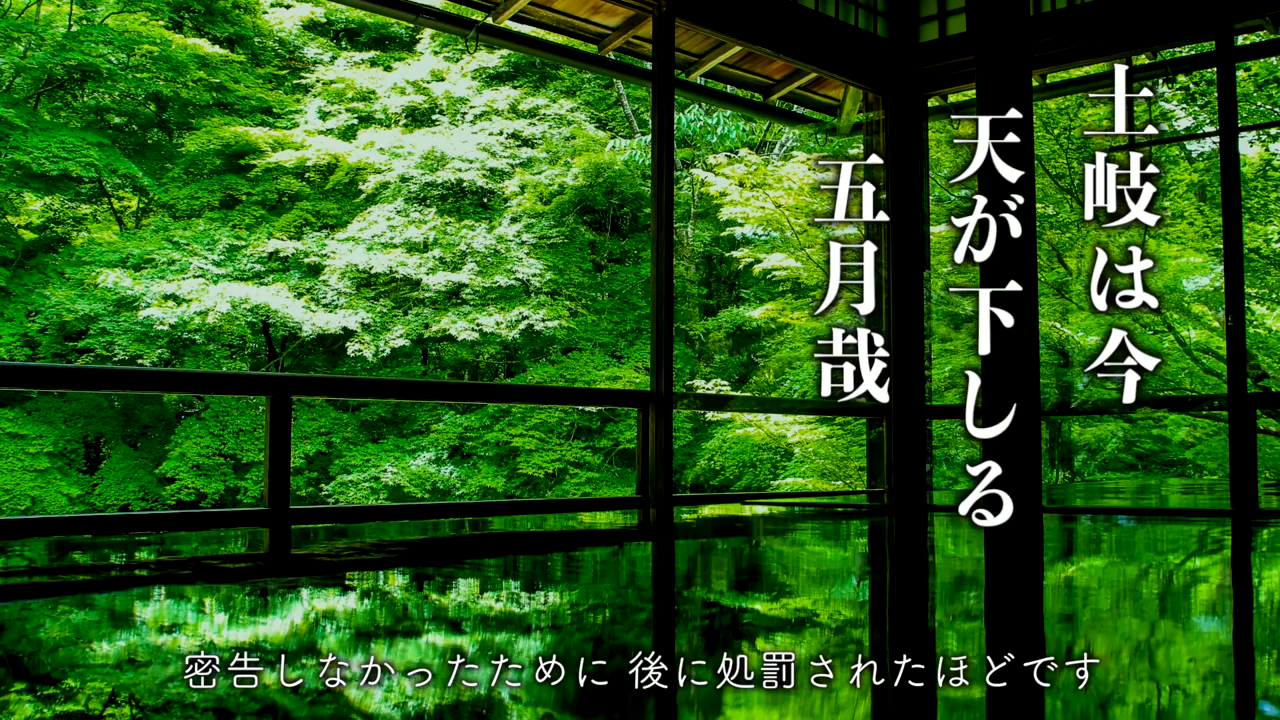 土岐は今
天が下しる
五月哉
密告しなかったために 後に処罰されたほどです